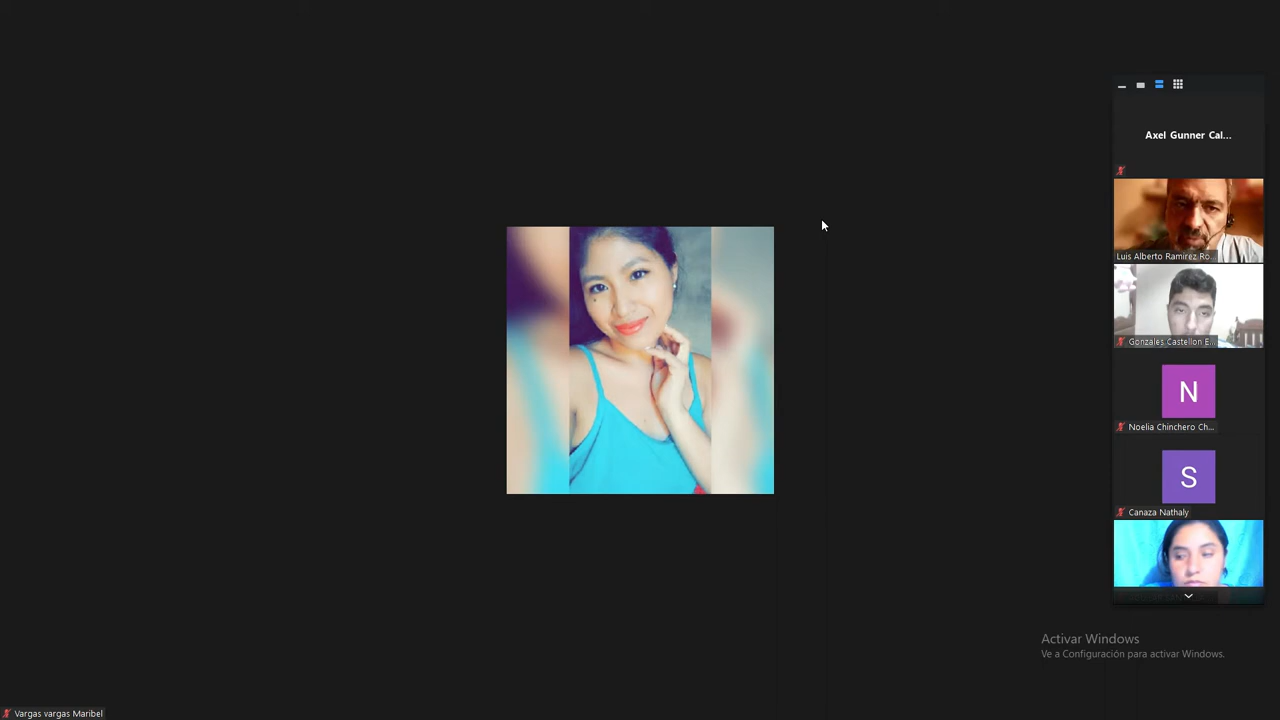 Axel Gunner Cal...
Luis Alberto Ramirez Ro...
Gonzales Castellon E...
N
Noelia Chinchero Ch...
S
Canaza Nathaly
Activar Windows
Ve a Configuración para activar Windows.
Vargas vargas Maribel